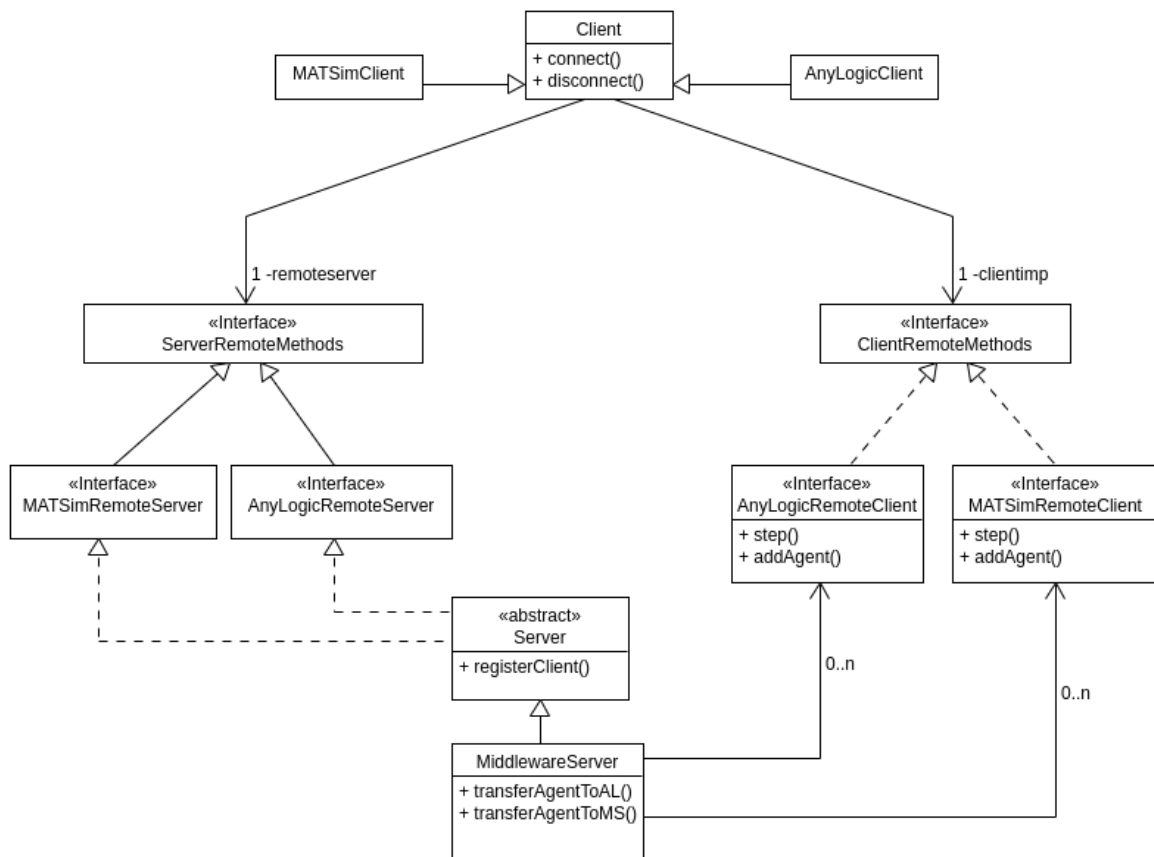 Client
+ connect()
+ disconnect()
MATSimClient
AnyLogicClient
1 -remoteserver
1 -clientimp
«Interface»
ServerRemoteMethods
«Interface»
ClientRemoteMethods
«Interface»
MATSimRemoteServer
«Interface»
AnyLogicRemoteServer
«Interface»
AnyLogicRemoteClient
+ step()
+ addAgent()
«Interface»
MATSimRemoteClient
+ step()
+ addAgent()
«abstract»
Server
+ registerClient()
0..n
0..n
MiddlewareServer
+ transferAgentToAL()
+ transferAgentToMS()